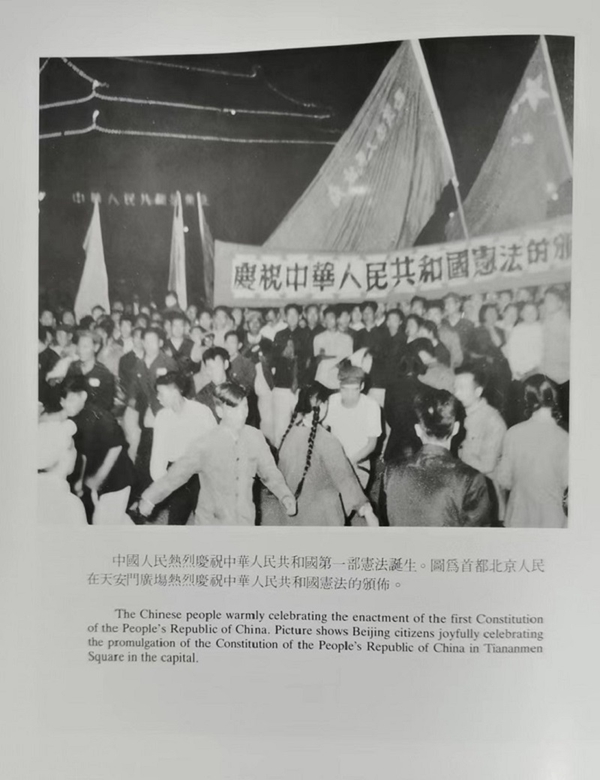 中華人民共和國萬
慶祝中華人民共和國憲法的頒
中國人民熱烈慶祝中華人民共和國第一部憲法誕生。圖爲首都北京人民
在天安門廣場熱烈慶祝中華人民共和國憲法的頒佈。
The Chinese people warmly celebrating the enactment of the first Constitution
of the People's Republic of China. Picture shows Beijing citizens joyfully celebrating
the promulgation of the Constitution of the People's Republic of China in Tiananmen
Square in the capital.